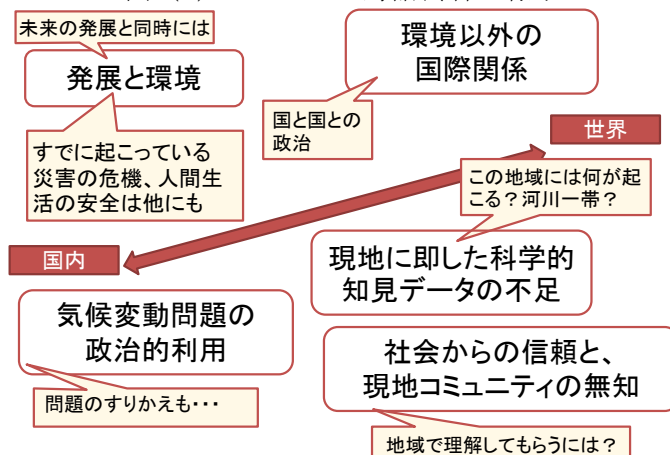 未来の発展と同時には
発展と環境
すでに起こっている
災害の危機、人間生
活の安全は他にも
環境以外の
国際関係
国と国との
政治
世界
この地域には何が起
こる？河川一帯？
国内
現地に即した科学的
知見データの不足
気候変動問題の
政治的利用
問題のすりかえも・・・
社会からの信頼と、
現地コミュニティの無知
地域で理解してもらうには？